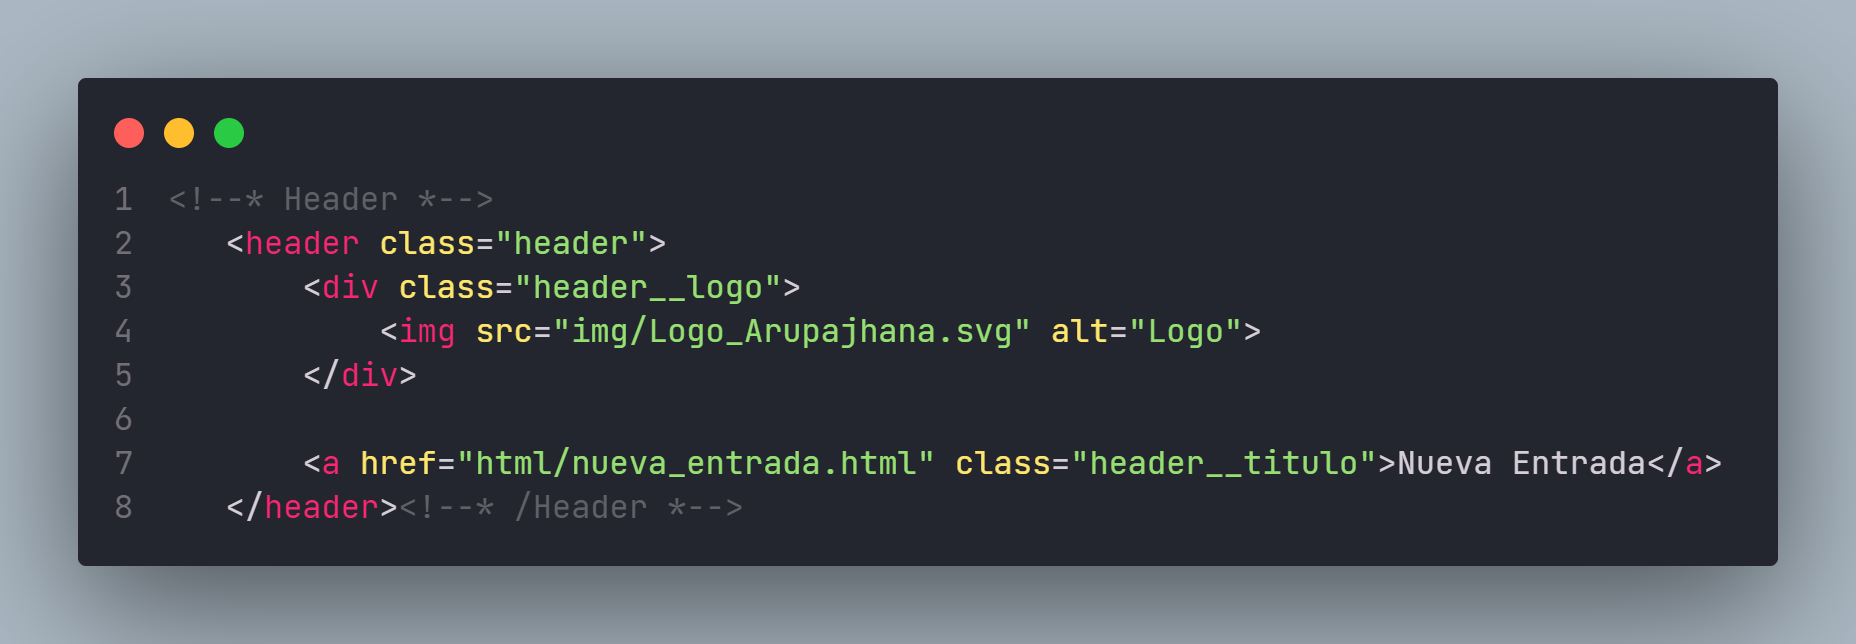 1 <!--* Header *-->
2    <header class="header">
3        <div class="header__logo">
4            <img src="img/Logo_Arupajhana.svg" alt="Logo">
5        </div>
6
7        <a href="html/nueva_entrada.html" class="header__titulo">Nueva Entrada</a>
8    </header><!--* /Header *-->